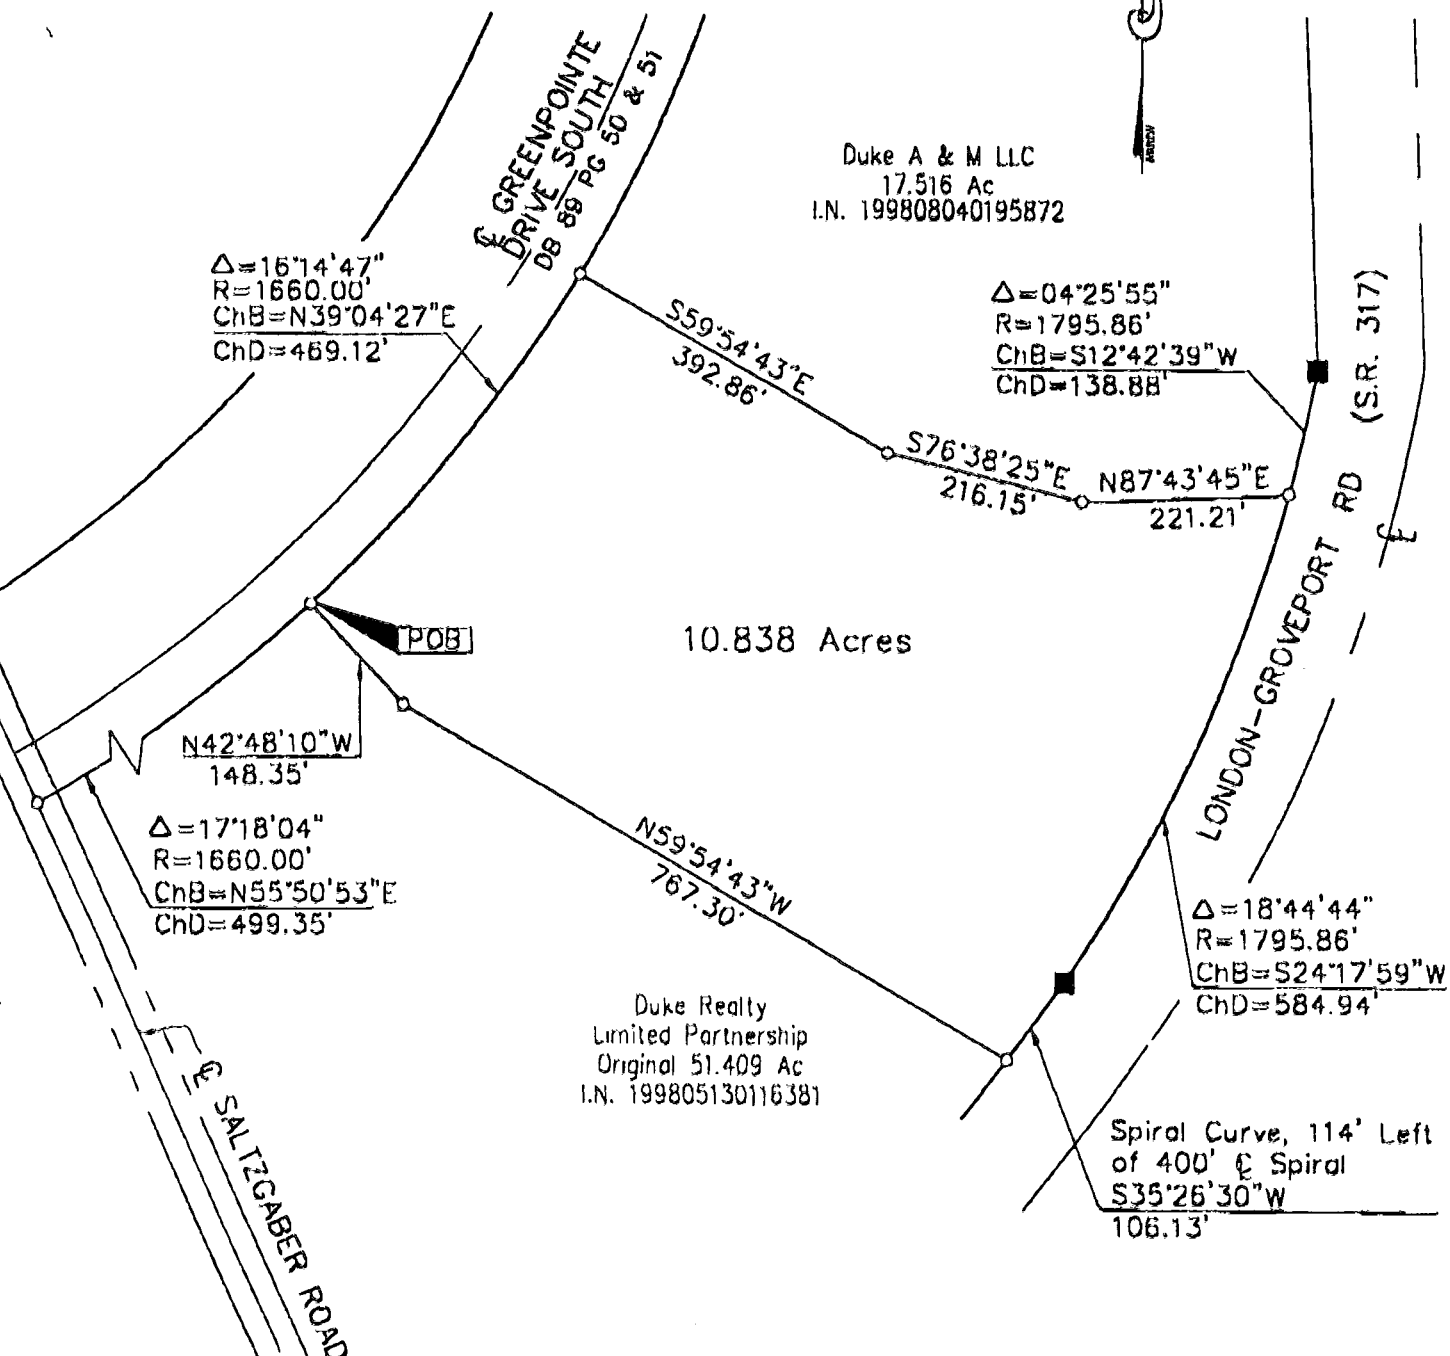 ℄ GREENPOINTE
DRIVE SOUTH
DB 89 PG 50 & 51
Duke A & M LLC
17.516 Ac
I.N. 199808040195872
Δ=16°14'47"
R=1660.00'
ChB=N39°04'27"E
ChD=469.12'
S59°54'43"E
392.86'
Δ=04°25'55"
R=1795.86'
ChB=S12°42'39"W
ChD=138.88'
(S.R. 317)
S76°38'25"E
216.15'
N87°43'45"E
221.21'
LONDON-GROVEPORT RD
℄
POB
10.838 Acres
N42°48'10"W
148.35'
Δ=17°18'04"
R=1660.00'
ChB=N55°50'53"E
ChD=499.35'
N59°54'43"W
767.30'
Δ=18°44'44"
R=1795.86'
ChB=S24°17'59"W
ChD=584.94'
Duke Realty
Limited Partnership
Original 51.409 Ac
I.N. 199805130116381
℄ SALTZGABER ROAD
Spiral Curve, 114' Left
of 400' ℄ Spiral
S35°26'30"W
106.13'